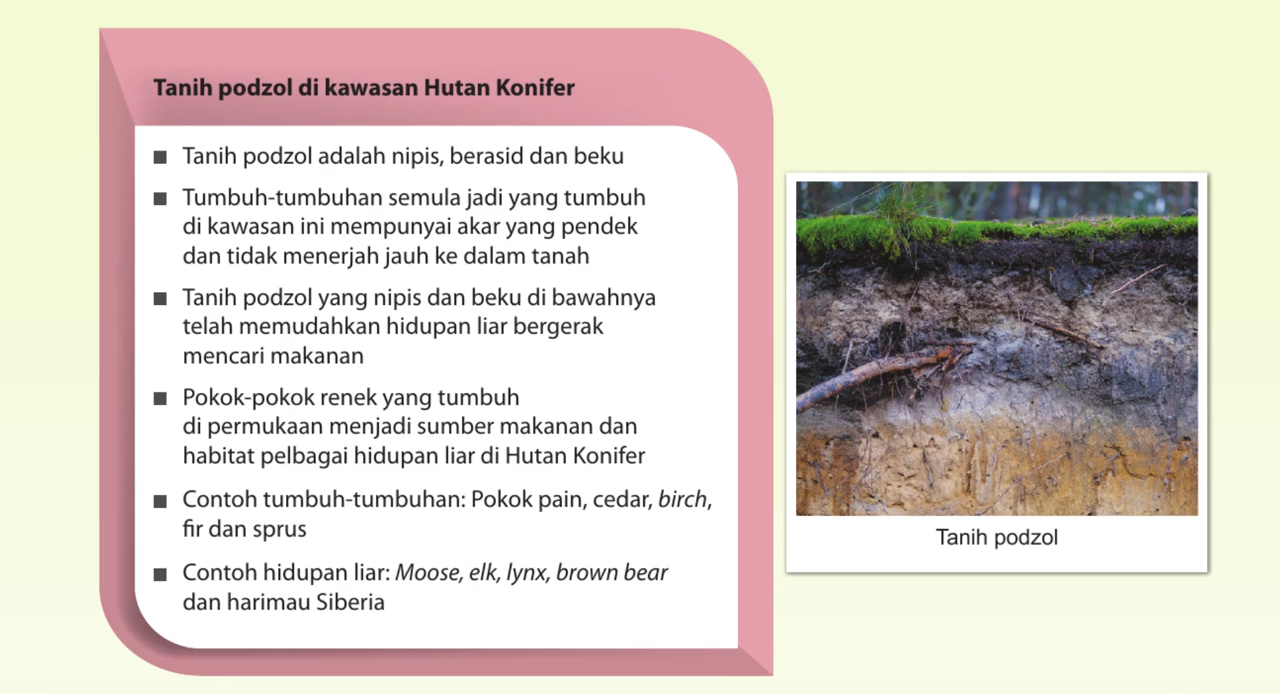 Tanih podzol di kawasan Hutan Konifer
■ Tanih podzol adalah nipis, berasid dan beku
■ Tumbuh-tumbuhan semula jadi yang tumbuh
di kawasan ini mempunyai akar yang pendek
dan tidak menerjah jauh ke dalam tanah
■ Tanih podzol yang nipis dan beku di bawahnya
telah memudahkan hidupan liar bergerak
mencari makanan
■ Pokok-pokok renek yang tumbuh
di permukaan menjadi sumber makanan dan
habitat pelbagai hidupan liar di Hutan Konifer
■ Contoh tumbuh-tumbuhan: Pokok pain, cedar, birch,
fir dan sprus
■ Contoh hidupan liar: Moose, elk, lynx, brown bear
dan harimau Siberia
Tanih podzol